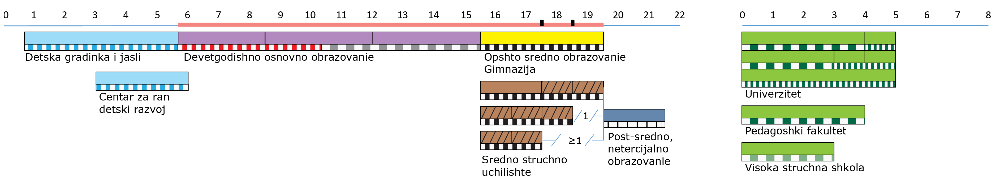 0 1 2 3 4 5 6 7 8 9 10 11 12 13 14 15 16 17 18 19 20 21 22
0 1 2 3 4 5 6 7 8
Detska gradinka i jasli
Devetgodishno osnovno obrazovanie
Opshto sredno obrazovanie
Gimnazija
Centar za ran
detski razvoj
1
≥1
Sredno struchno
uchilishte
Post-sredno,
netercijalno
obrazovanie
Univerzitet
Pedagoshki fakultet
Visoka struchna shkola